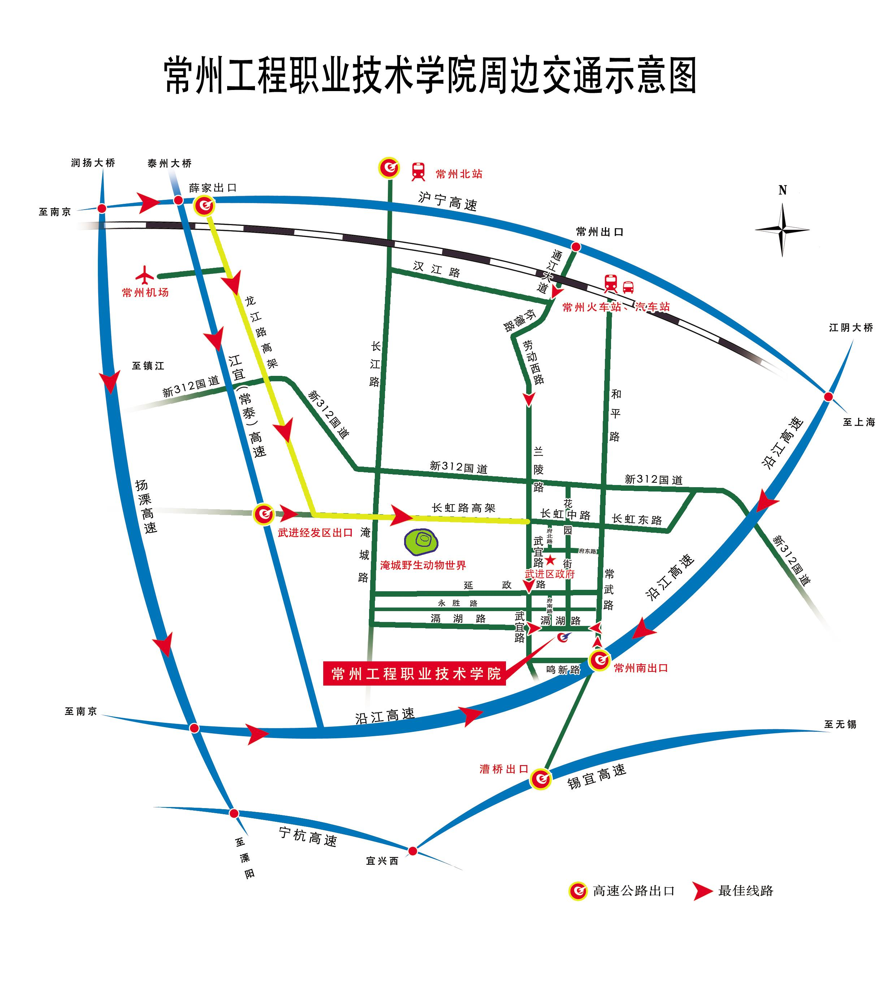 常州工程职业技术学院周边交通示意图
润扬大桥
泰州大桥
薛家出口
常州北站
沪宁高速
N
至南京
常州出口
通江大道
汉江路
常州机场
常州火车站、汽车站
龙江路高架
怀德路
江阴大桥
劳动西路
长江路
至镇江
新312国道
江宜(常泰)高速
新312国道
和平路
至上海
沿江高速
兰陵路
新312国道
新312国道
扬溧高速
花园街
长虹路高架
长虹中路
长虹东路
武进经发区出口
淹城路
府北路
武宜路
府东路
新312国道
淹城野生动物世界
武进区政府
常武路
沿江高速
延政路
永胜路
府南路
滆湖路
武宜路
滆湖路
常州工程职业技术学院
鸣新路
常州南出口
至南京
沿江高速
至无锡
漕桥出口
锡宜高速
宁杭高速
至溧阳
宜兴西
高速公路出口
最佳线路